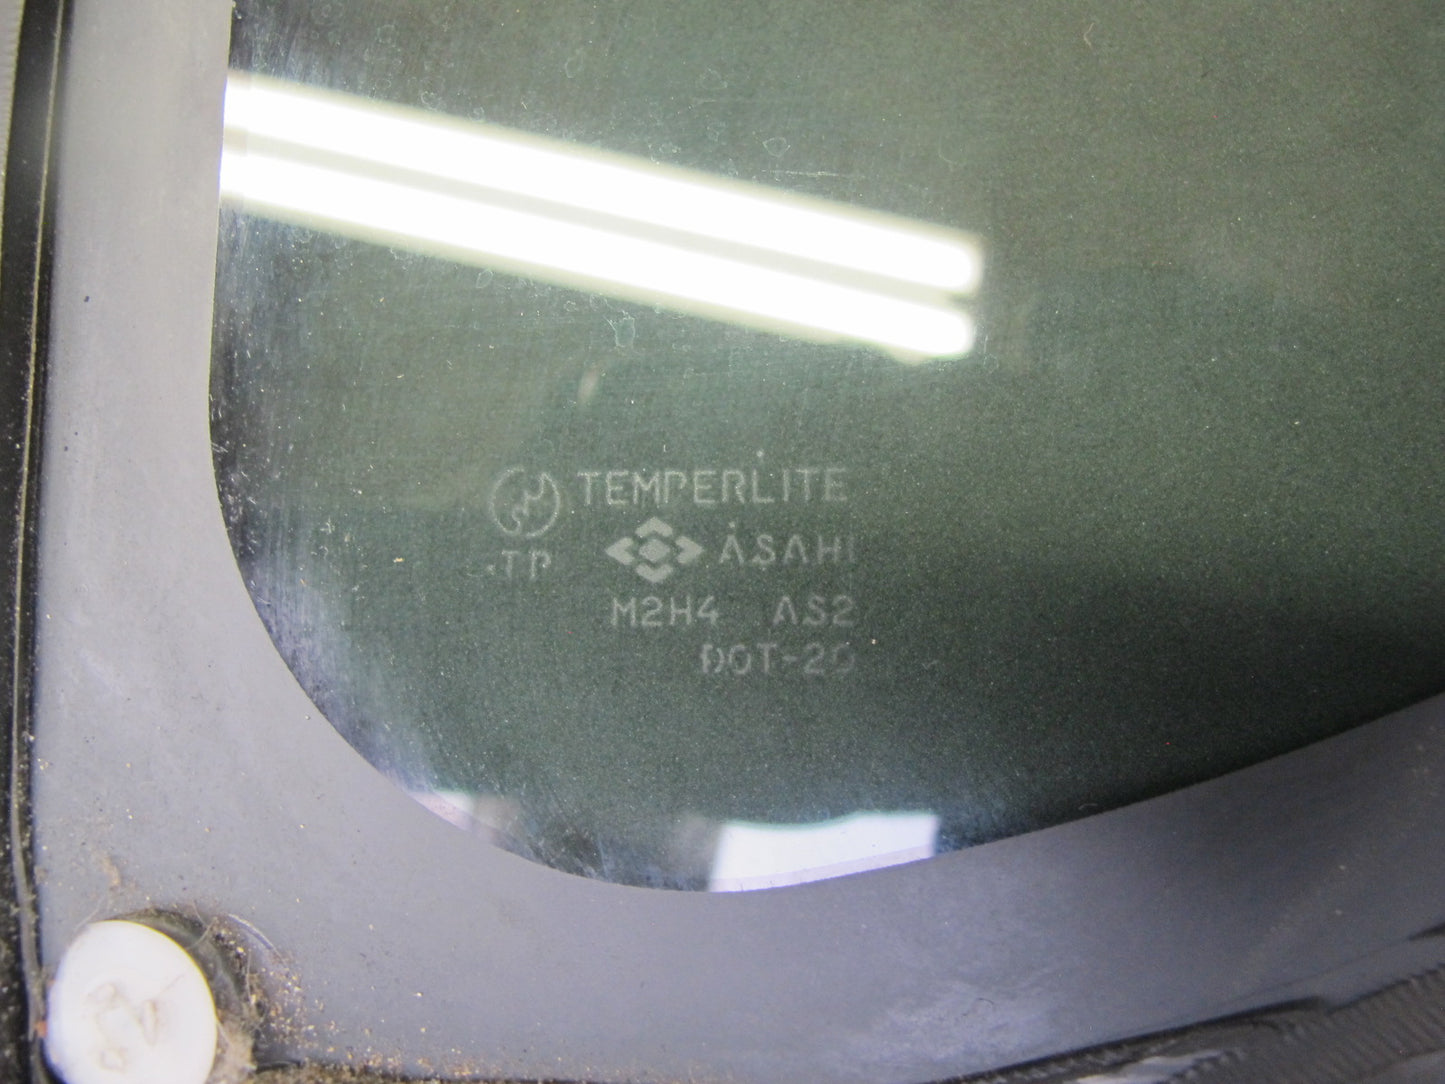 TEMPERLITE
TP ASAHI
M2H4 AS2
DOT-20